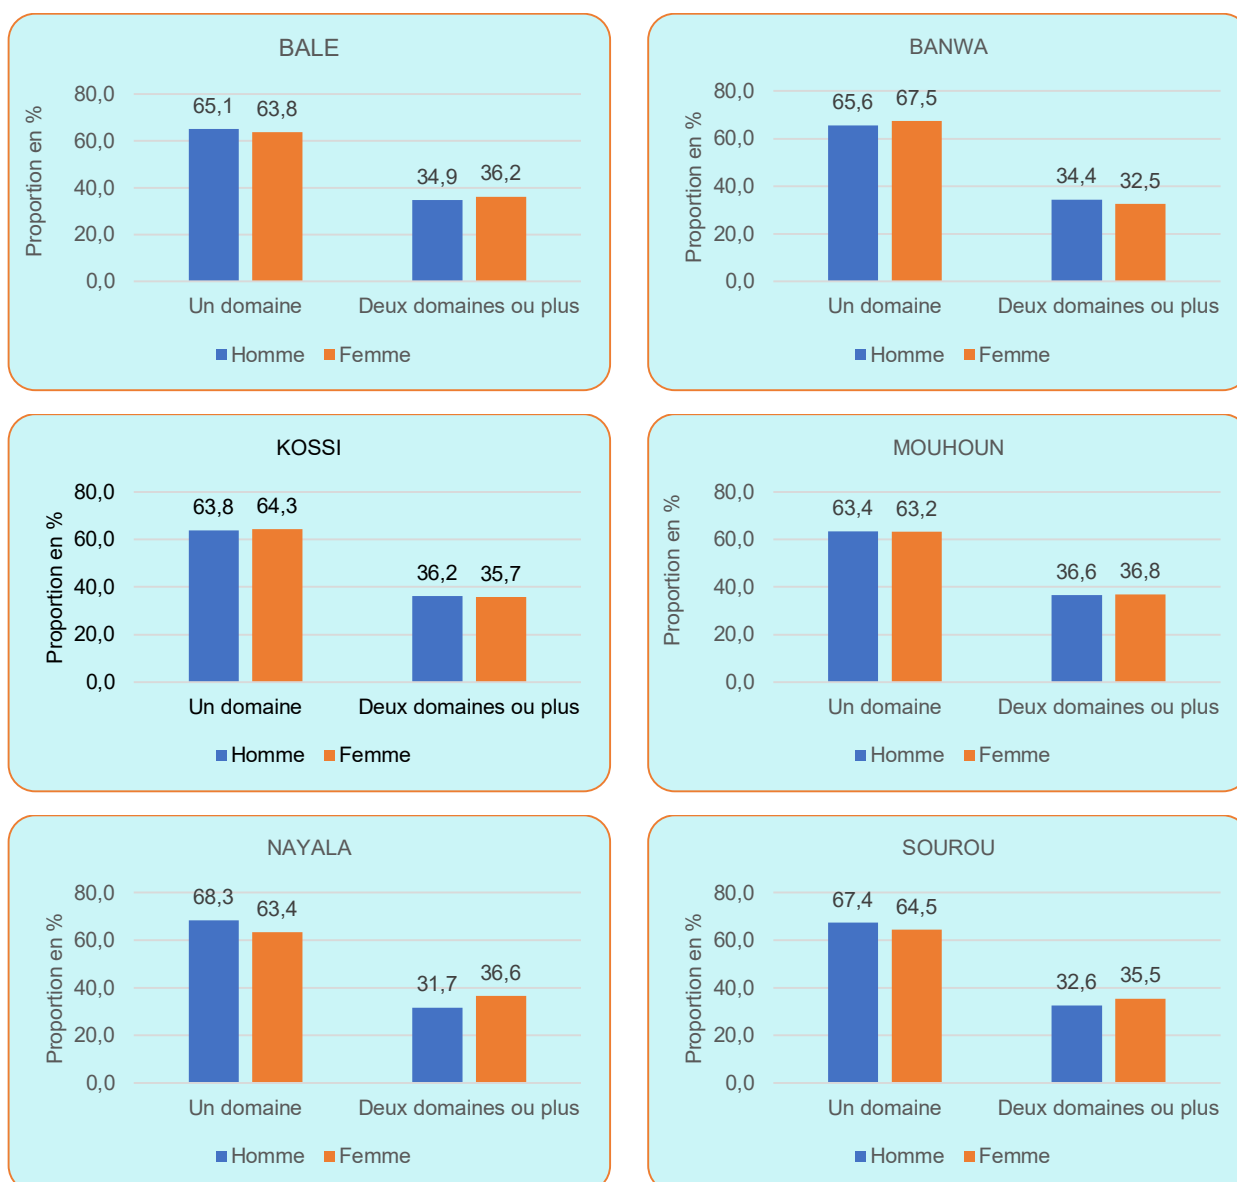 BALE
Proportion en %
80,0
60,0
40,0
20,0
0,0
65,1 63,8
34,9 36,2
Un domaine Deux domaines ou plus
Homme Femme
BANWA
Proportion en %
80,0
60,0
40,0
20,0
0,0
65,6 67,5
34,4 32,5
Un domaine Deux domaines ou plus
Homme Femme
KOSSI
Proportion en %
80,0
60,0
40,0
20,0
0,0
63,8 64,3
36,2 35,7
Un domaine Deux domaines ou plus
Homme Femme
MOUHOUN
Proportion en %
80,0
60,0
40,0
20,0
0,0
63,4 63,2
36,6 36,8
Un domaine Deux domaines ou plus
Homme Femme
NAYALA
Proportion en %
80,0
60,0
40,0
20,0
0,0
68,3 63,4
31,7 36,6
Un domaine Deux domaines ou plus
Homme Femme
SOUROU
Proportion en %
80,0
60,0
40,0
20,0
0,0
67,4 64,5
32,6 35,5
Un domaine Deux domaines ou plus
Homme Femme